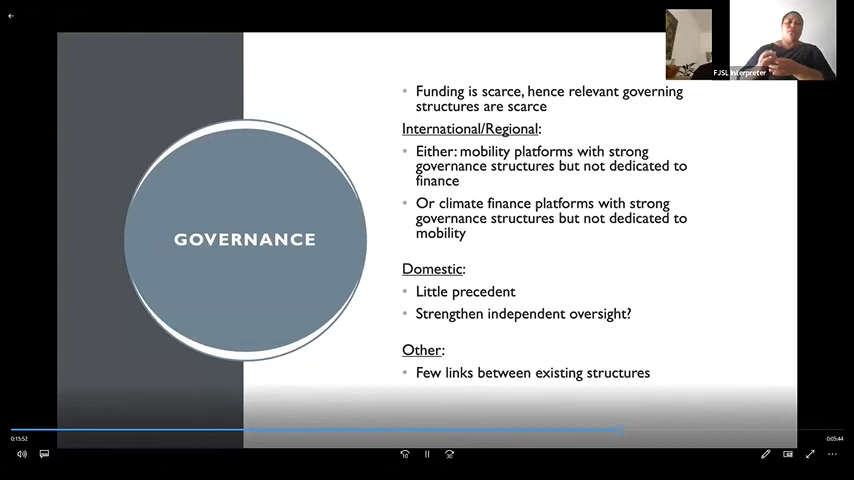 FJSL Interpreter
Funding is scarce, hence relevant governing
structures are scarce
International/Regional:
Either: mobility platforms with strong
governance structures but not dedicated to
finance
Or climate finance platforms with strong
governance structures but not dedicated to
mobility
GOVERNANCE
Domestic:
Little precedent
Strengthen independent oversight?
Other:
Few links between existing structures
0:15:52
0:05:44
10
30